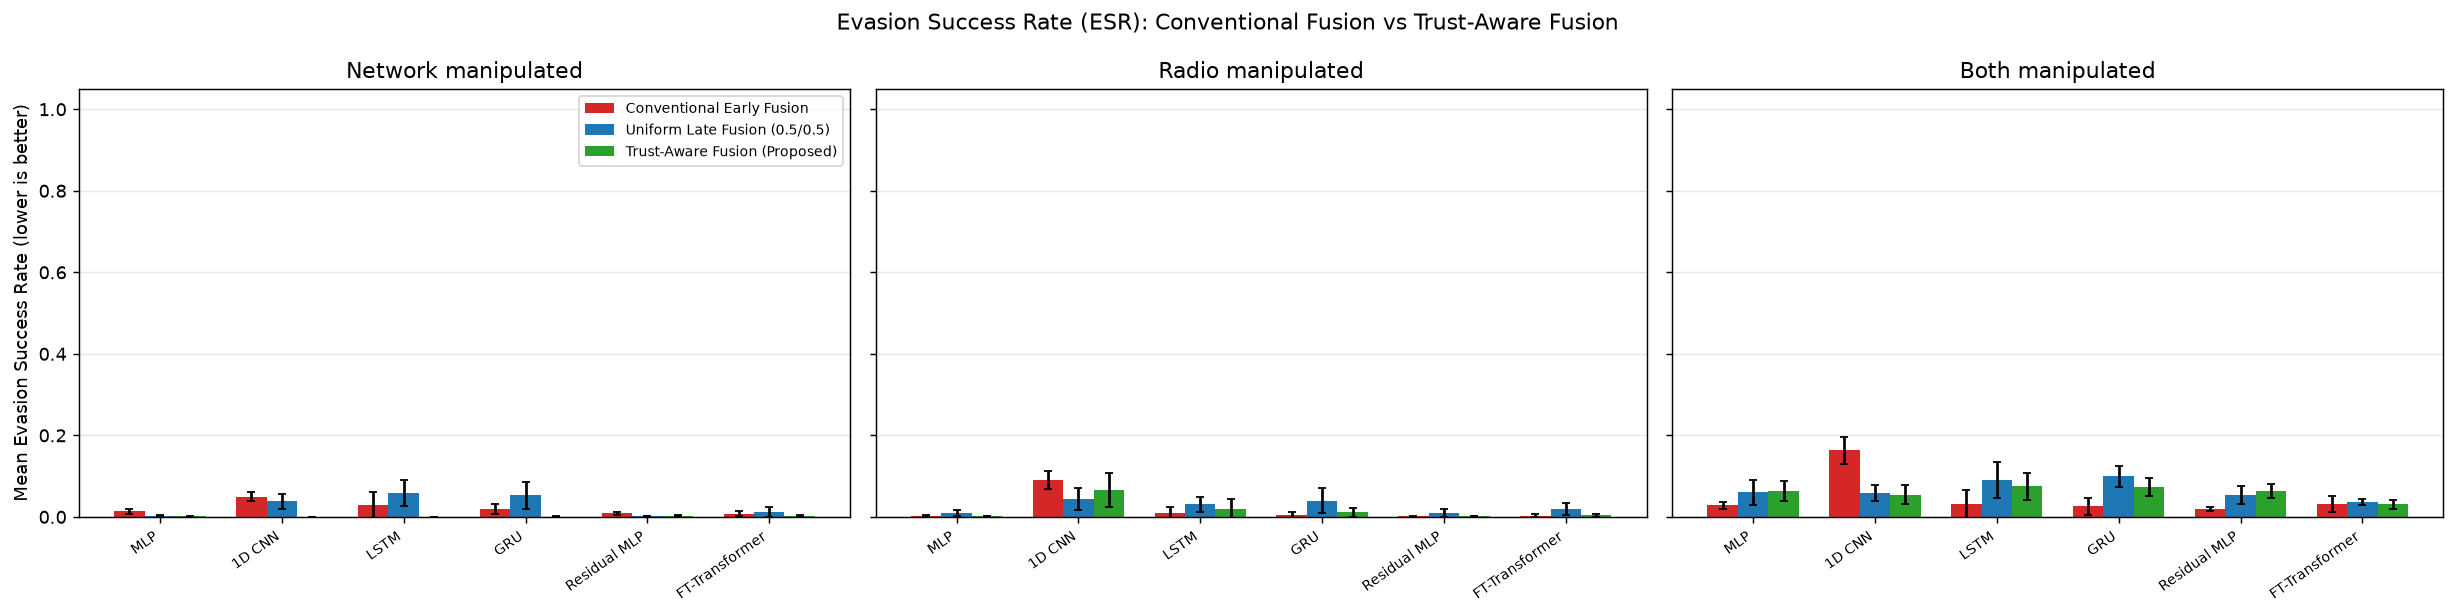 Evasion Success Rate (ESR): Conventional Fusion vs Trust-Aware Fusion
Network manipulated
Radio manipulated
Both manipulated
Mean Evasion Success Rate (lower is better)
1.0
0.8
0.6
0.4
0.2
0.0
Conventional Early Fusion
Uniform Late Fusion (0.5/0.5)
Trust-Aware Fusion (Proposed)
MLP
1D CNN
LSTM
GRU
Residual MLP
FT-Transformer
MLP
1D CNN
LSTM
GRU
Residual MLP
FT-Transformer
MLP
1D CNN
LSTM
GRU
Residual MLP
FT-Transformer